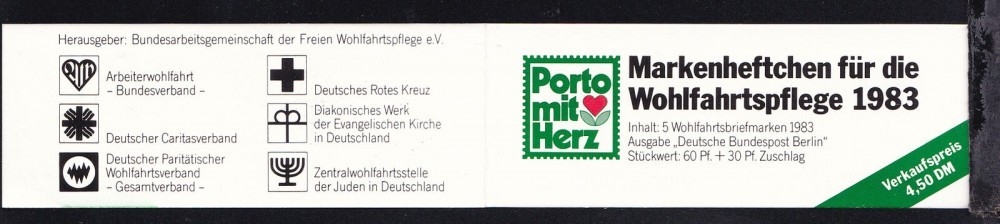 Herausgeber: Bundesarbeitsgemeinschaft der Freien Wohlfahrtspflege e.V.
Arbeiterwohlfahrt
– Bundesverband –
Deutscher Caritasverband
Deutscher Paritätischer
Wohlfahrtsverband
– Gesamtverband –
Deutsches Rotes Kreuz
Diakonisches Werk
der Evangelischen Kirche
in Deutschland
Zentralwohlfahrtsstelle
der Juden in Deutschland
Porto
mit
Herz
Markenheftchen für die
Wohlfahrtspflege 1983
Inhalt: 5 Wohlfahrtsbriefmarken 1983
Ausgabe „Deutsche Bundespost Berlin“
Stückwert: 60 Pf. + 30 Pf. Zuschlag
Verkaufspreis
4,50 DM